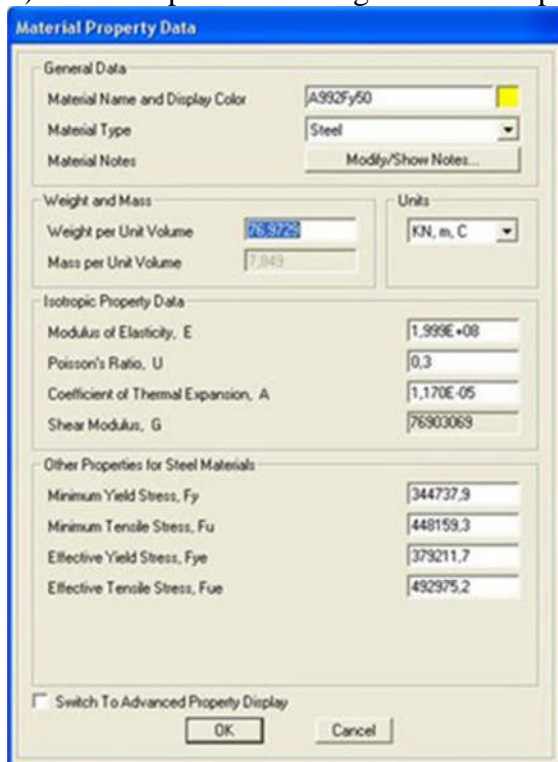 Material Property Data
General Data
Material Name and Display Color A992Fy50
Material Type Steel
Material Notes Modify/Show Notes...
Weight and Mass
Weight per Unit Volume 76,9729
Mass per Unit Volume 7,849
Units
KN, m, C
Isotropic Property Data
Modulus of Elasticity, E 1,999E+08
Poisson's Ratio, U 0,3
Coefficient of Thermal Expansion, A 1,170E-05
Shear Modulus, G 76903069
Other Properties for Steel Materials
Minimum Yield Stress, Fy 344737,9
Minimum Tensile Stress, Fu 448159,3
Effective Yield Stress, Fye 379211,7
Effective Tensile Stress, Fue 492975,2
Switch To Advanced Property Display
OK Cancel